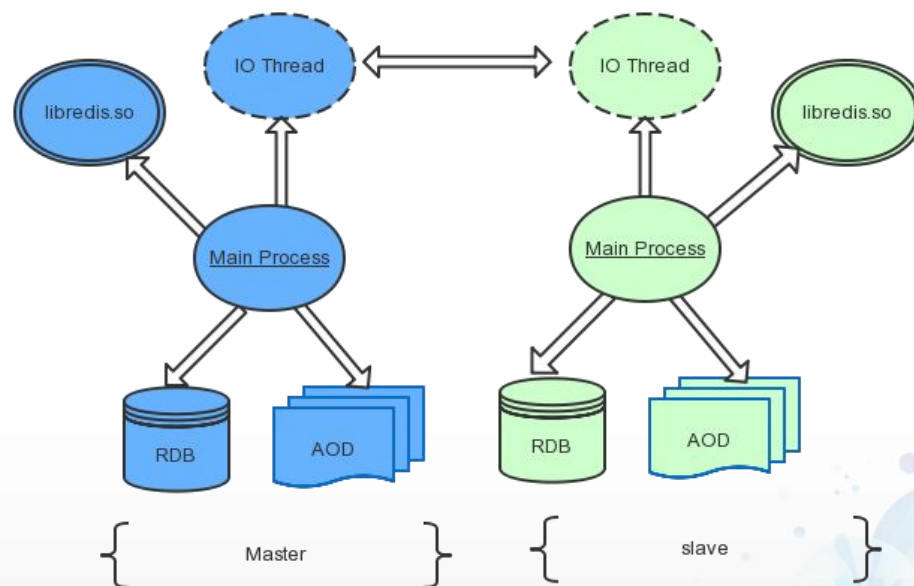 IO Thread
IO Thread
libredis.so
libredis.so
Main Process
Main Process
RDB
AOD
RDB
AOD
Master
slave